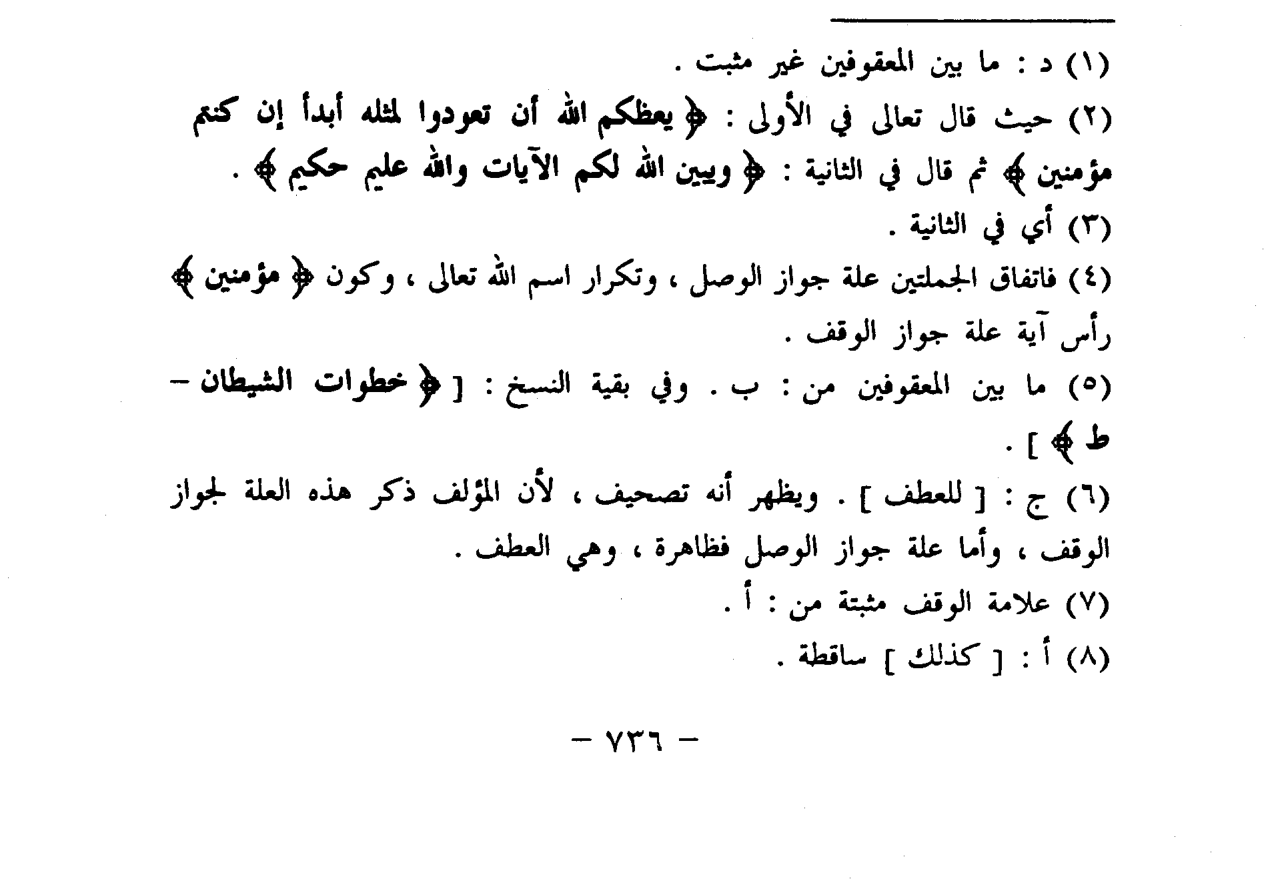 (١) د : ما بين المعقوفين غير مثبت .
(٢) حيث قال تعالى في الأولى : ﴿ يعظكم الله أن تعودوا لمثله أبدأ إن كنتم
مؤمنين ﴾ ثم قال في الثانية : ﴿ ويبين الله لكم الآيات والله عليم حكيم ﴾ .
(٣) أي في الثانية .
(٤) فاتفاق الجملتين علة جواز الوصل ، وتكرار اسم الله تعالى ، وكون ﴿ مؤمنين ﴾
رأس آية علة جواز الوقف .
(٥) ما بين المعقوفين من : ب . وفي بقية النسخ : [ ﴿ خطوات الشيطان –
ط ﴾ ] .
(٦) ج : [ للعطف ] . ويظهر أنه تصحيف ، لأن المؤلف ذكر هذه العلة لجواز
الوقف ، وأما علة جواز الوصل فظاهرة ، وهي العطف .
(٧) علامة الوقف مثبتة من : أ .
(٨) أ : [ كذلك ] ساقطة .
– ٧٣٦ –